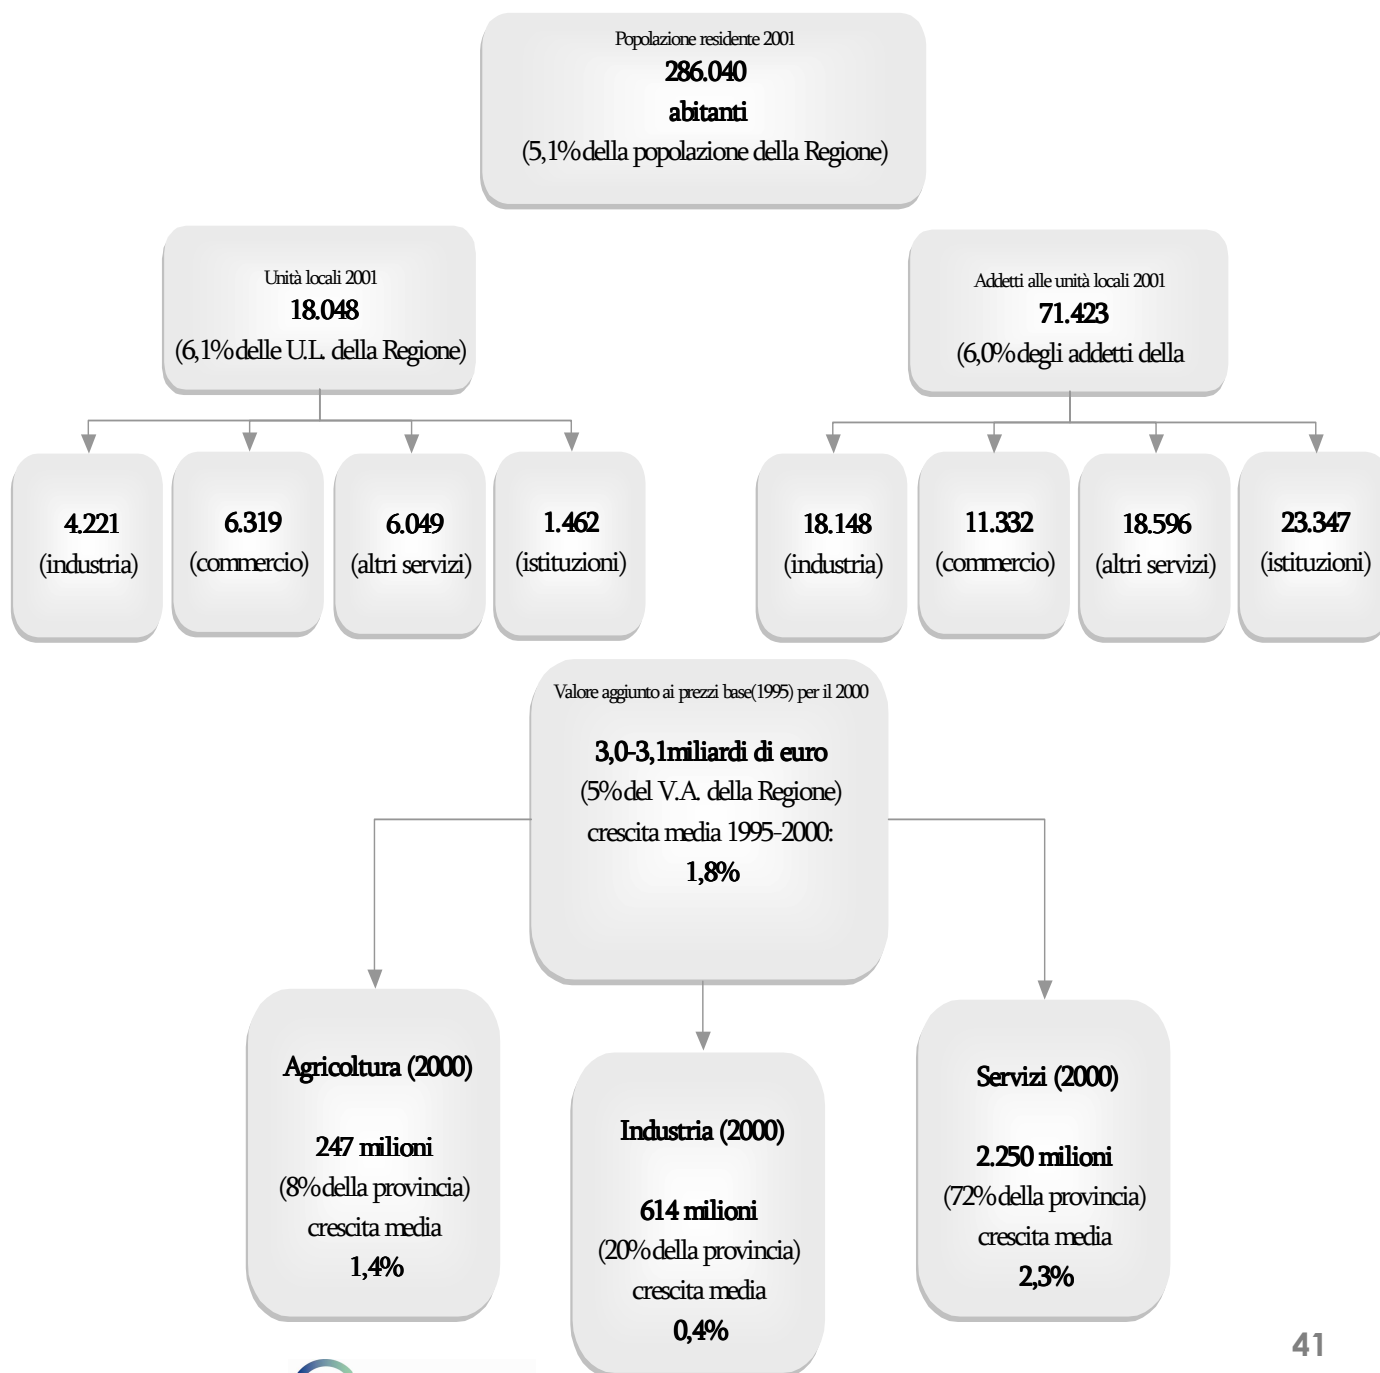 Popolazione residente 2001
286.040
abitanti
(5,1% della popolazione della Regione)
Unità locali 2001
18.048
(6,1% delle U.L. della Regione)
Addetti alle unità locali 2001
71.423
(6,0% degli addetti della
4.221
(industria)
6.319
(commercio)
6.049
(altri servizi)
1.462
(istituzioni)
18.148
(industria)
11.332
(commercio)
18.596
(altri servizi)
23.347
(istituzioni)
Valore aggiunto ai prezzi base(1995) per il 2000
3,0-3,1miliardi di euro
(5% del V.A. della Regione)
crescita media 1995-2000:
1,8%
Agricoltura (2000)
247 milioni
(8% della provincia)
crescita media
1,4%
Industria (2000)
614 milioni
(20% della provincia)
crescita media
0,4%
Servizi (2000)
2.250 milioni
(72% della provincia)
crescita media
2,3%
41